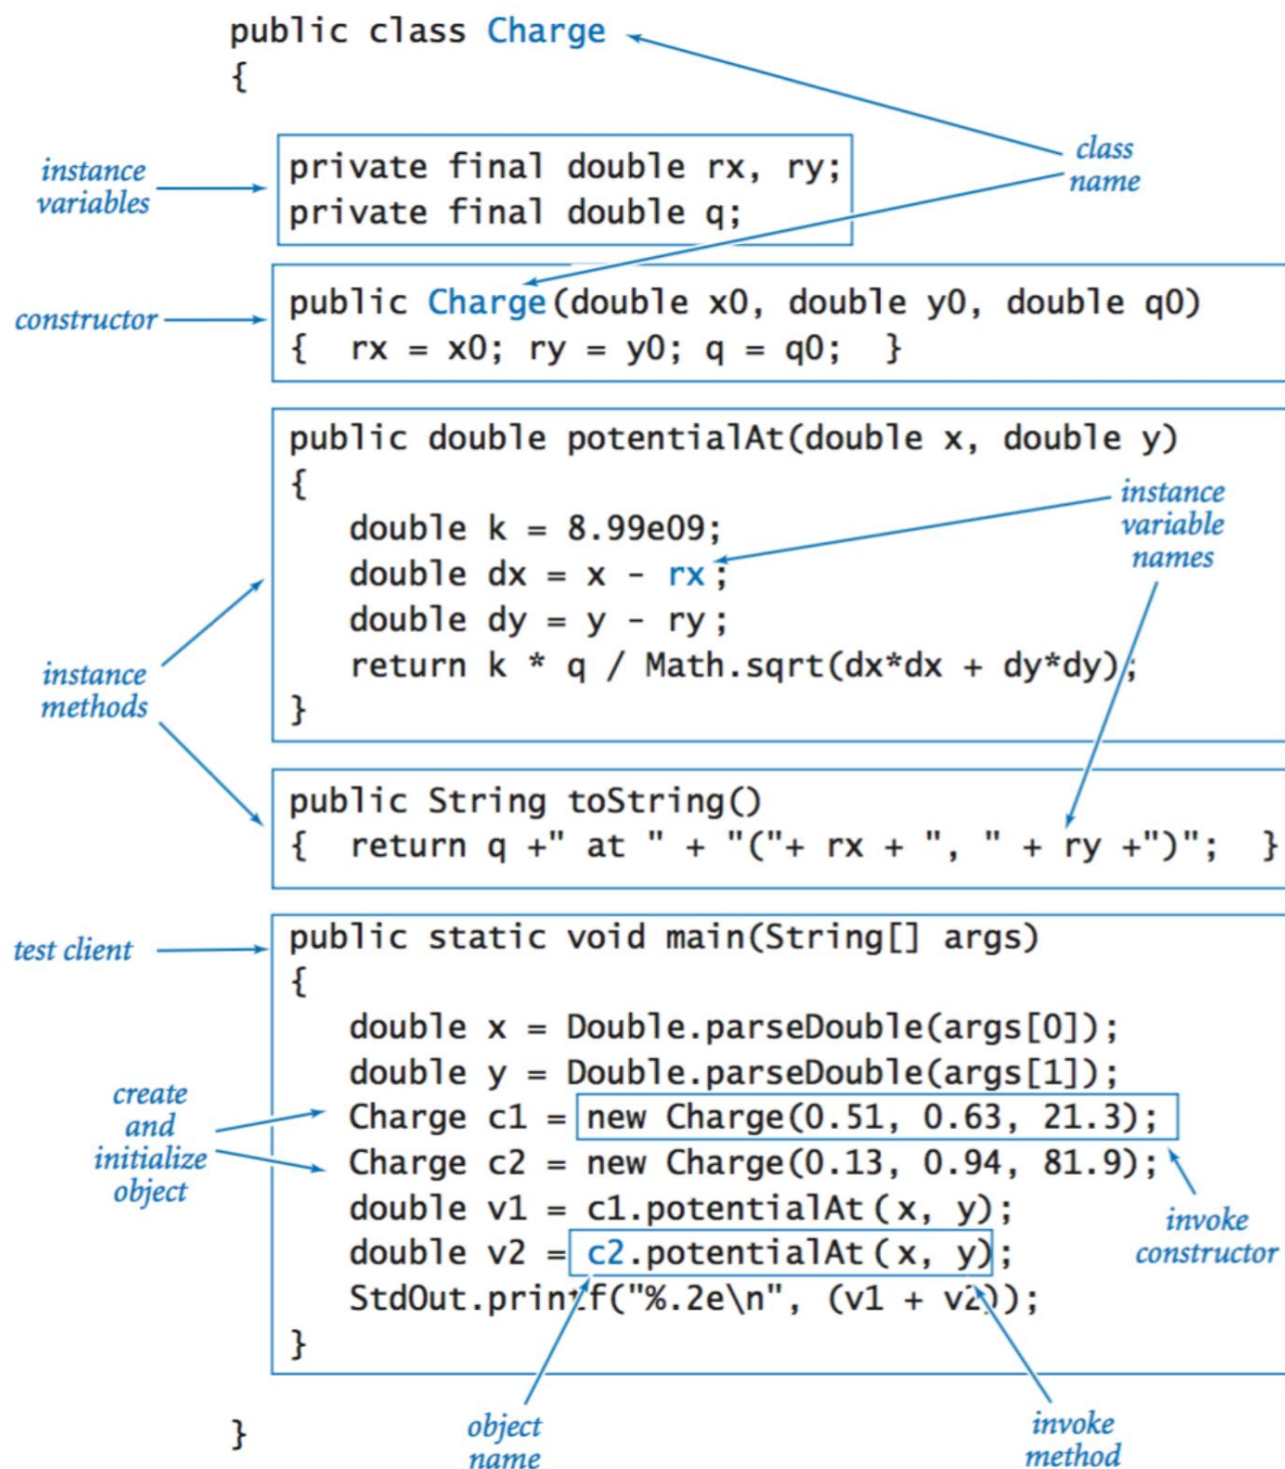 public class Charge
{
class
name
instance
variables
private final double rx, ry;
private final double q;
constructor
public Charge(double x0, double y0, double q0)
{  rx = x0; ry = y0; q = q0;  }
instance
methods
public double potentialAt(double x, double y)
{
   double k = 8.99e09;
   double dx = x - rx;
   double dy = y - ry;
   return k * q / Math.sqrt(dx*dx + dy*dy);
}
instance
variable
names
public String toString()
{  return q +" at " + "("+ rx + ", " + ry +")";  }
test client
public static void main(String[] args)
{
   double x = Double.parseDouble(args[0]);
   double y = Double.parseDouble(args[1]);
   Charge c1 = new Charge(0.51, 0.63, 21.3);
   Charge c2 = new Charge(0.13, 0.94, 81.9);
   double v1 = c1.potentialAt(x, y);
   double v2 = c2.potentialAt(x, y);
   StdOut.printf("%.2e\n", (v1 + v2));
}
create
and
initialize
object
invoke
constructor
}
object
name
invoke
method